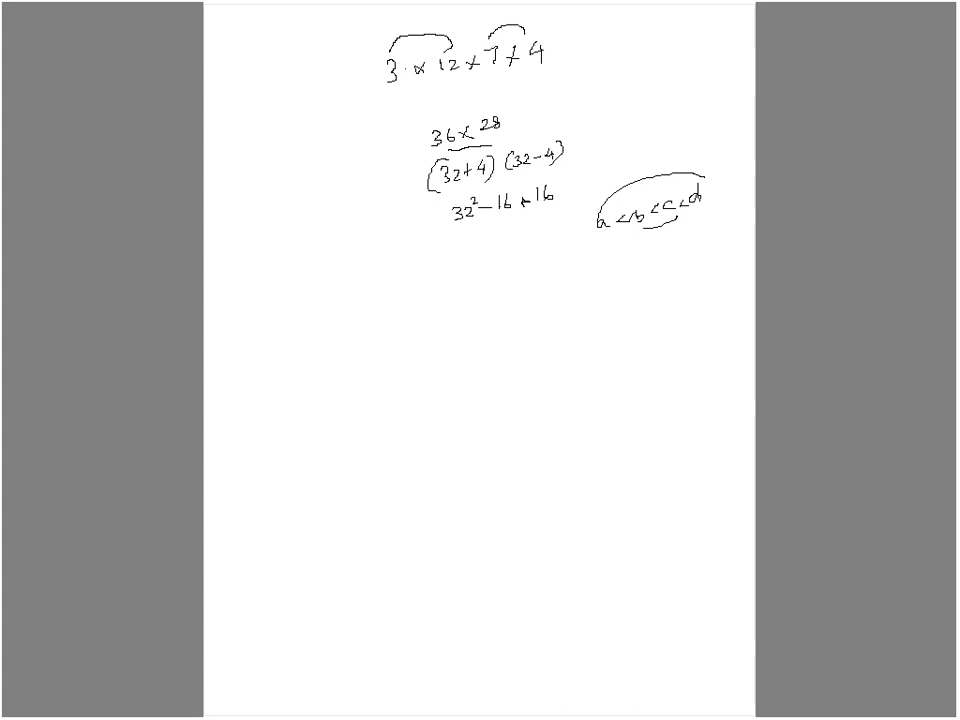 3 × 12 × 7 × 4
36 × 28
(32+4) (32-4)
32² - 16 + 16
a < b < c < d